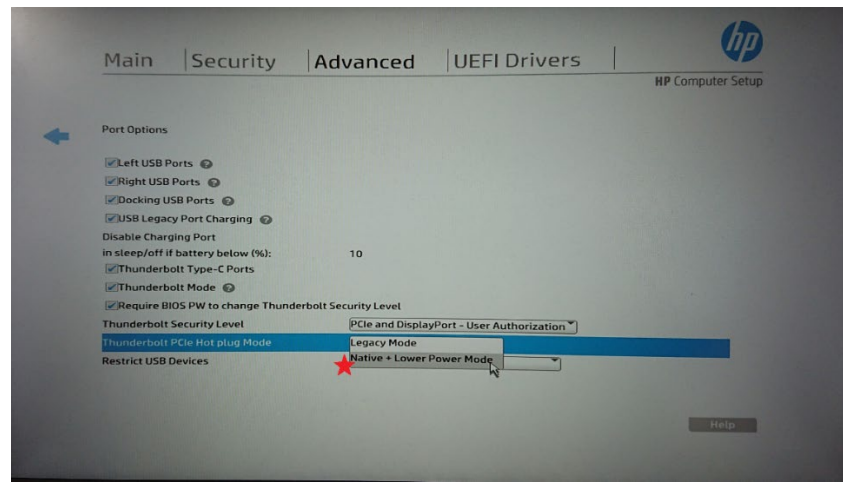 hp
Main Security Advanced UEFI Drivers
HP Computer Setup
Port Options
Left USB Ports ?
Right USB Ports ?
Docking USB Ports ?
USB Legacy Port Charging ?
Disable Charging Port
in sleep/off if battery below (%): 10
Thunderbolt Type-C Ports
Thunderbolt Mode ?
Require BIOS PW to change Thunderbolt Security Level
Thunderbolt Security Level PCIe and DisplayPort - User Authorization
Thunderbolt PCIe Hot plug Mode Legacy Mode
Restrict USB Devices Native + Lower Power Mode
Help